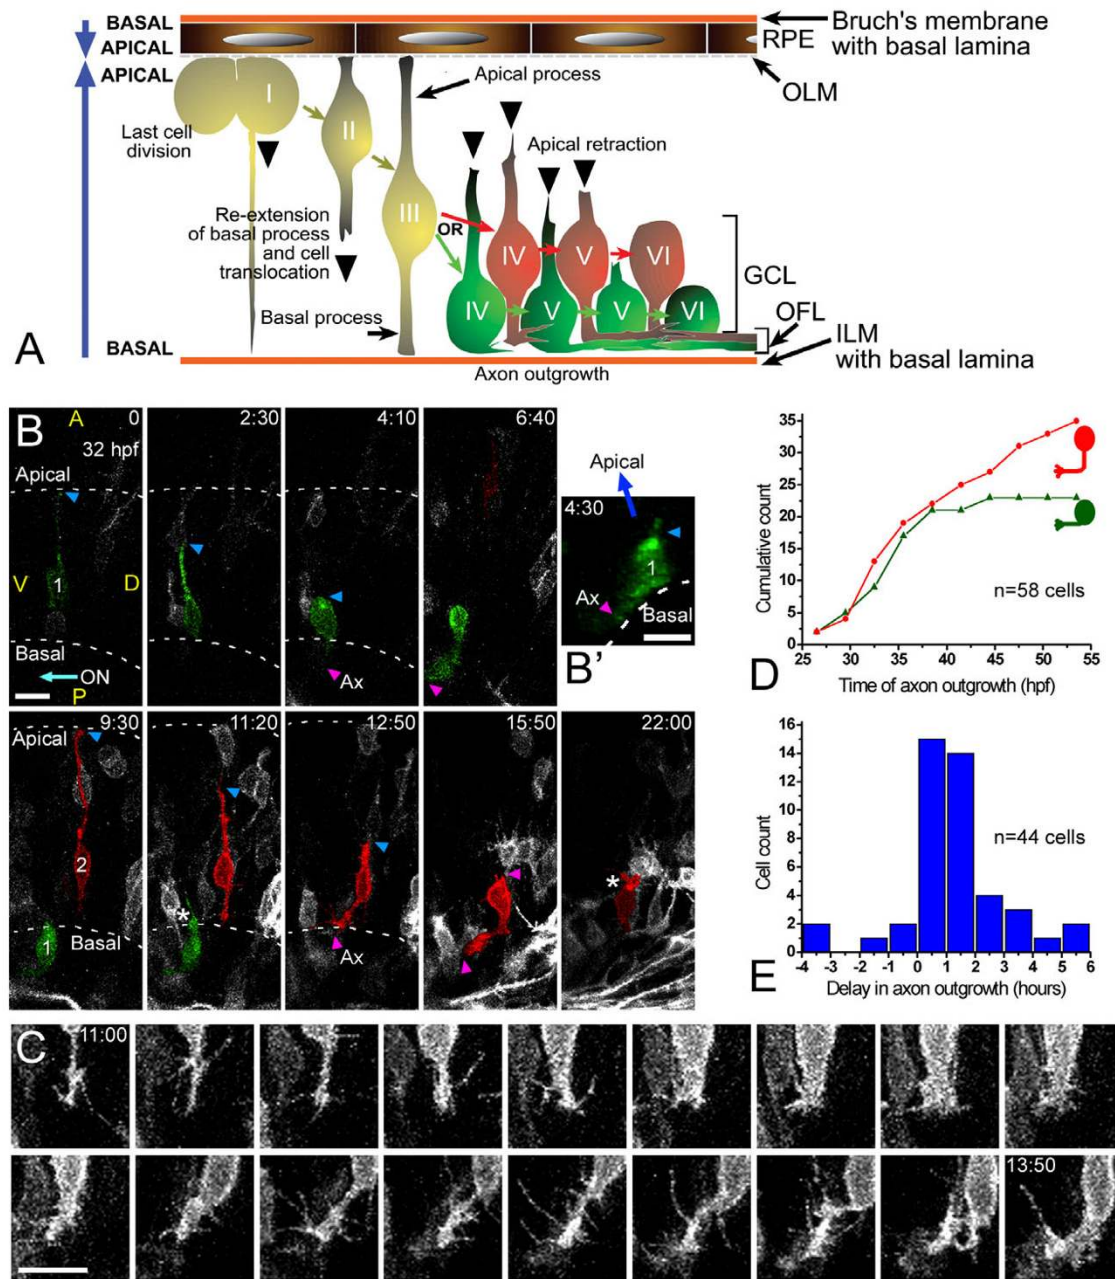 BASAL
APICAL
APICAL
RPE
Bruch's membrane
with basal lamina
OLM
Apical process
Last cell
division
I
II
III
Apical retraction
Re-extension
of basal process
and cell
translocation
OR
IV
V
VI
IV
V
V
VI
GCL
OFL
Basal process
ILM
with basal lamina
BASAL
Axon outgrowth
A
B
A
0
32 hpf
Apical
1
V
D
Basal
ON
P
2:30
4:10
Ax
6:40
Apical
4:30
1
Ax
Basal
B'
9:30
Apical
2
1
Basal
11:20
*
12:50
Ax
15:50
22:00
*
D
Cumulative count
35
30
25
20
15
10
5
0
n=58 cells
25 30 35 40 45 50 55
Time of axon outgrowth (hpf)
E
Cell count
16
14
12
10
8
6
4
2
0
n=44 cells
-4 -3 -2 -1 0 1 2 3 4 5 6
Delay in axon outgrowth (hours)
C
11:00
13:50